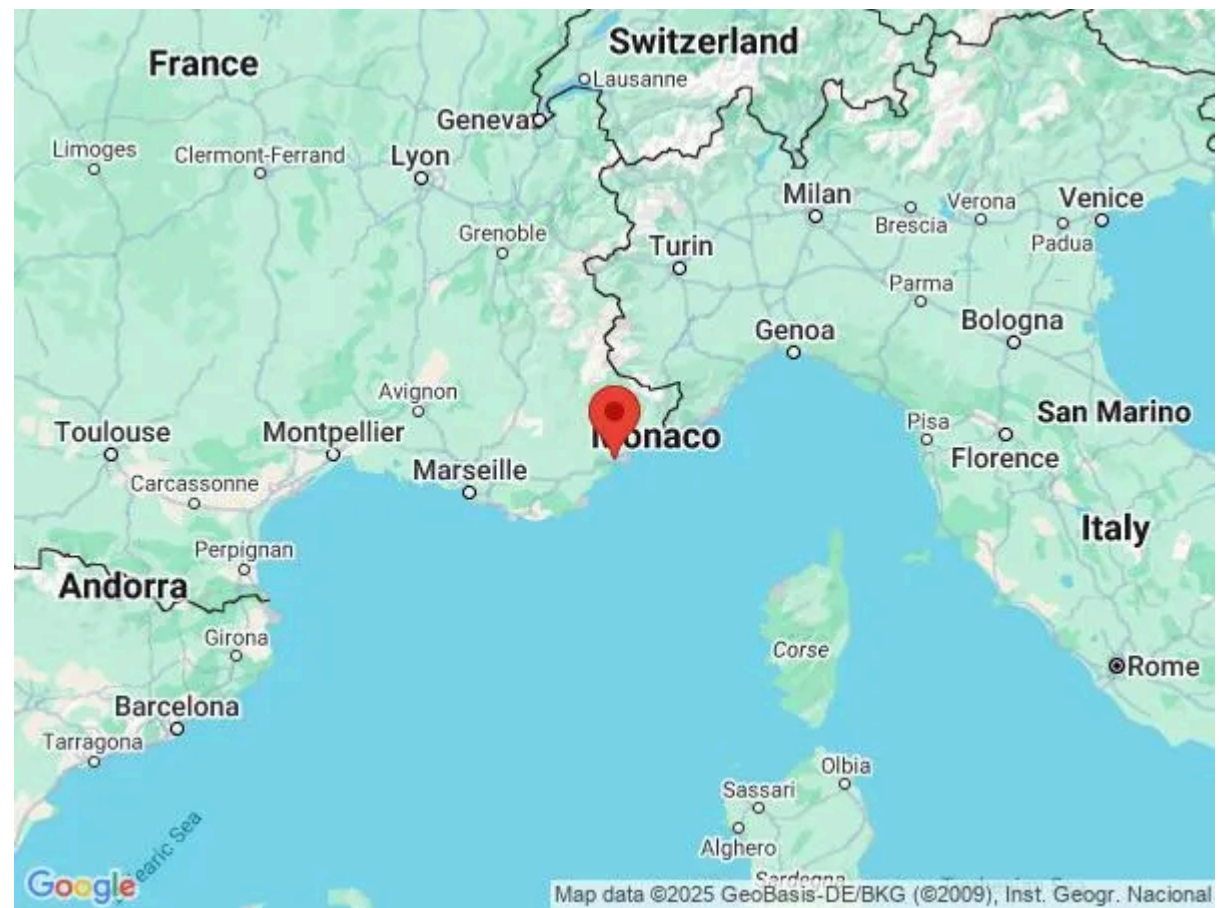 Switzerland
France
Lausanne
Geneva
Limoges
Clermont-Ferrand
Lyon
Milan
Verona
Venice
Brescia
Padua
Grenoble
Turin
Parma
Genoa
Bologna
Avignon
San Marino
Pisa
Toulouse
Montpellier
Monaco
Florence
Marseille
Carcassonne
Italy
Perpignan
Andorra
Girona
Corse
Rome
Barcelona
Tarragona
Olbia
Sassari
Alghero
Sardegna
Google
Map data ©2025 GeoBasis-DE/BKG (©2009), Inst. Geogr. Nacional